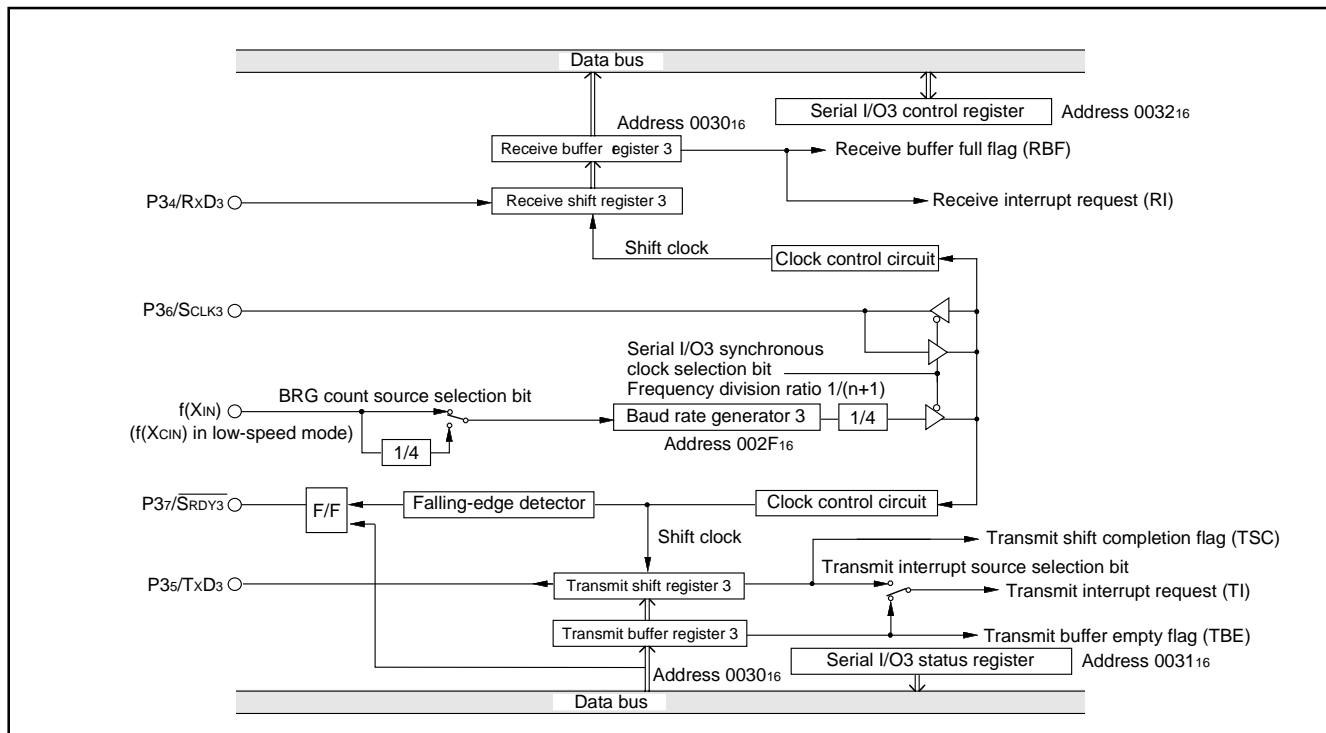 Data bus
Serial I/O3 control register
Address 0032₁₆
Address 0030₁₆
Receive buffer register 3
Receive buffer full flag (RBF)
P3₄/RxD₃
Receive shift register 3
Receive interrupt request (RI)
Shift clock
Clock control circuit
P3₆/SCLK3
Serial I/O3 synchronous
clock selection bit
Frequency division ratio 1/(n+1)
BRG count source selection bit
f(XIN)
(f(XCIN) in low-speed mode)
1/4
Baud rate generator 3
1/4
Address 002F₁₆
P3₇/S̅R̅D̅Y̅3̅
F/F
Falling-edge detector
Clock control circuit
Shift clock
Transmit shift completion flag (TSC)
Transmit interrupt source selection bit
P3₅/TxD₃
Transmit shift register 3
Transmit interrupt request (TI)
Transmit buffer register 3
Transmit buffer empty flag (TBE)
Address 0030₁₆
Serial I/O3 status register
Address 0031₁₆
Data bus